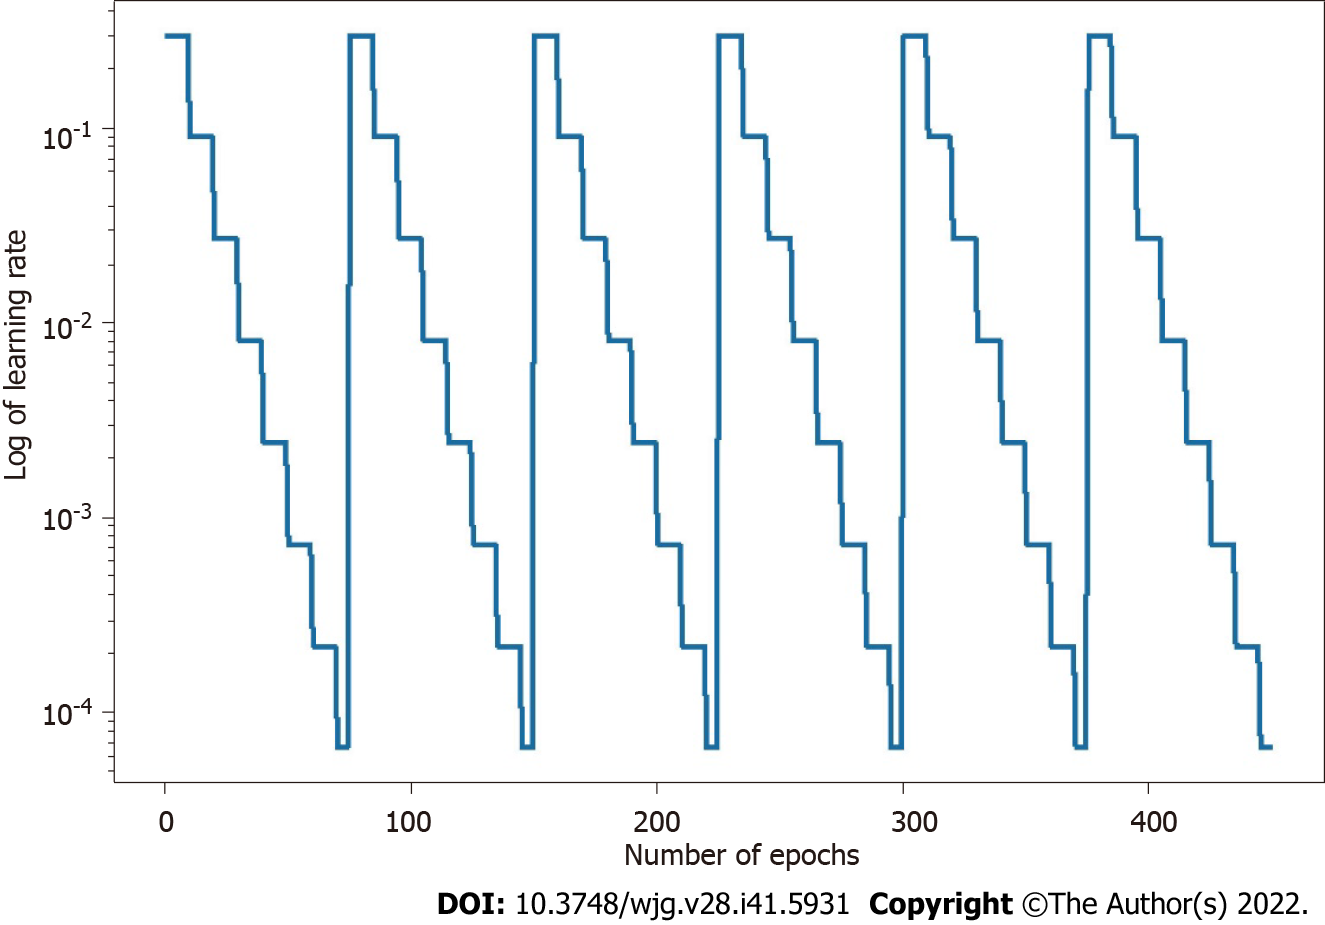 10-1
10-2
10-3
10-4
Log of learning rate
0 100 200 300 400
Number of epochs
DOI: 10.3748/wjg.v28.i41.5931 Copyright ©The Author(s) 2022.